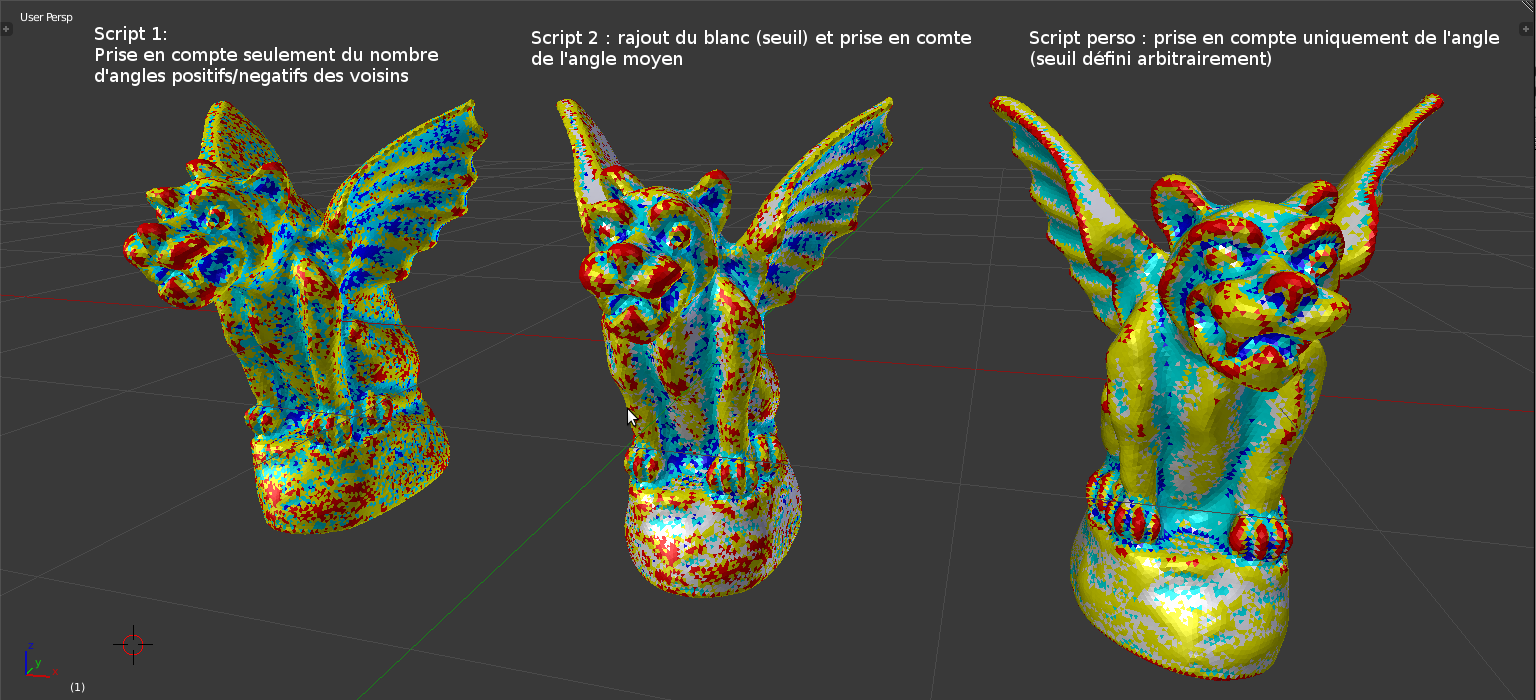 User Persp
Script 1:
Prise en compte seulement du nombre
d'angles positifs/negatifs des voisins
Script 2 : rajout du blanc (seuil) et prise en comte
de l'angle moyen
Script perso : prise en compte uniquement de l'angle
(seuil défini arbitrairement)
z
y
x
(1)